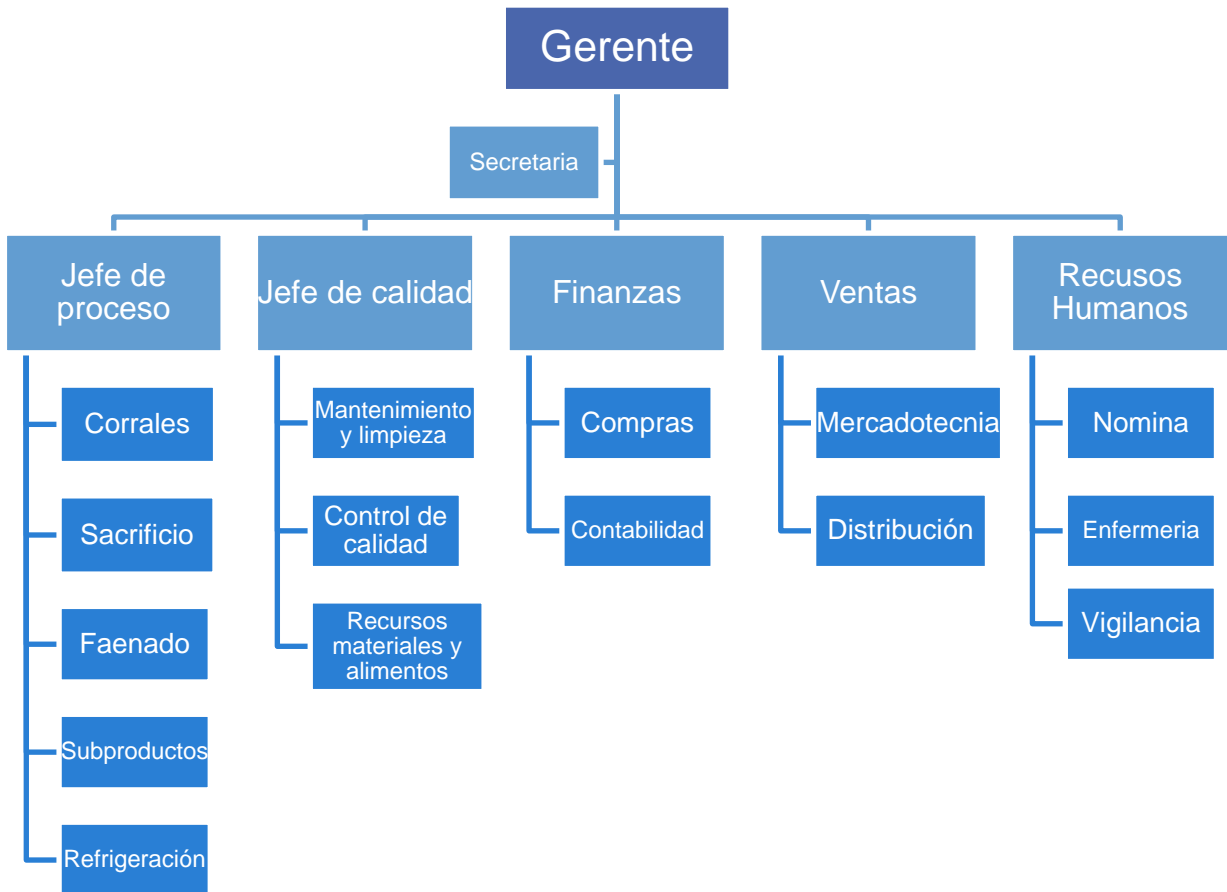 Gerente
Secretaria
Jefe de
proceso
Jefe de calidad
Finanzas
Ventas
Recusos
Humanos
Corrales
Sacrificio
Faenado
Subproductos
Refrigeración
Mantenimiento
y limpieza
Control de
calidad
Recursos
materiales y
alimentos
Compras
Contabilidad
Mercadotecnia
Distribución
Nomina
Enfermeria
Vigilancia